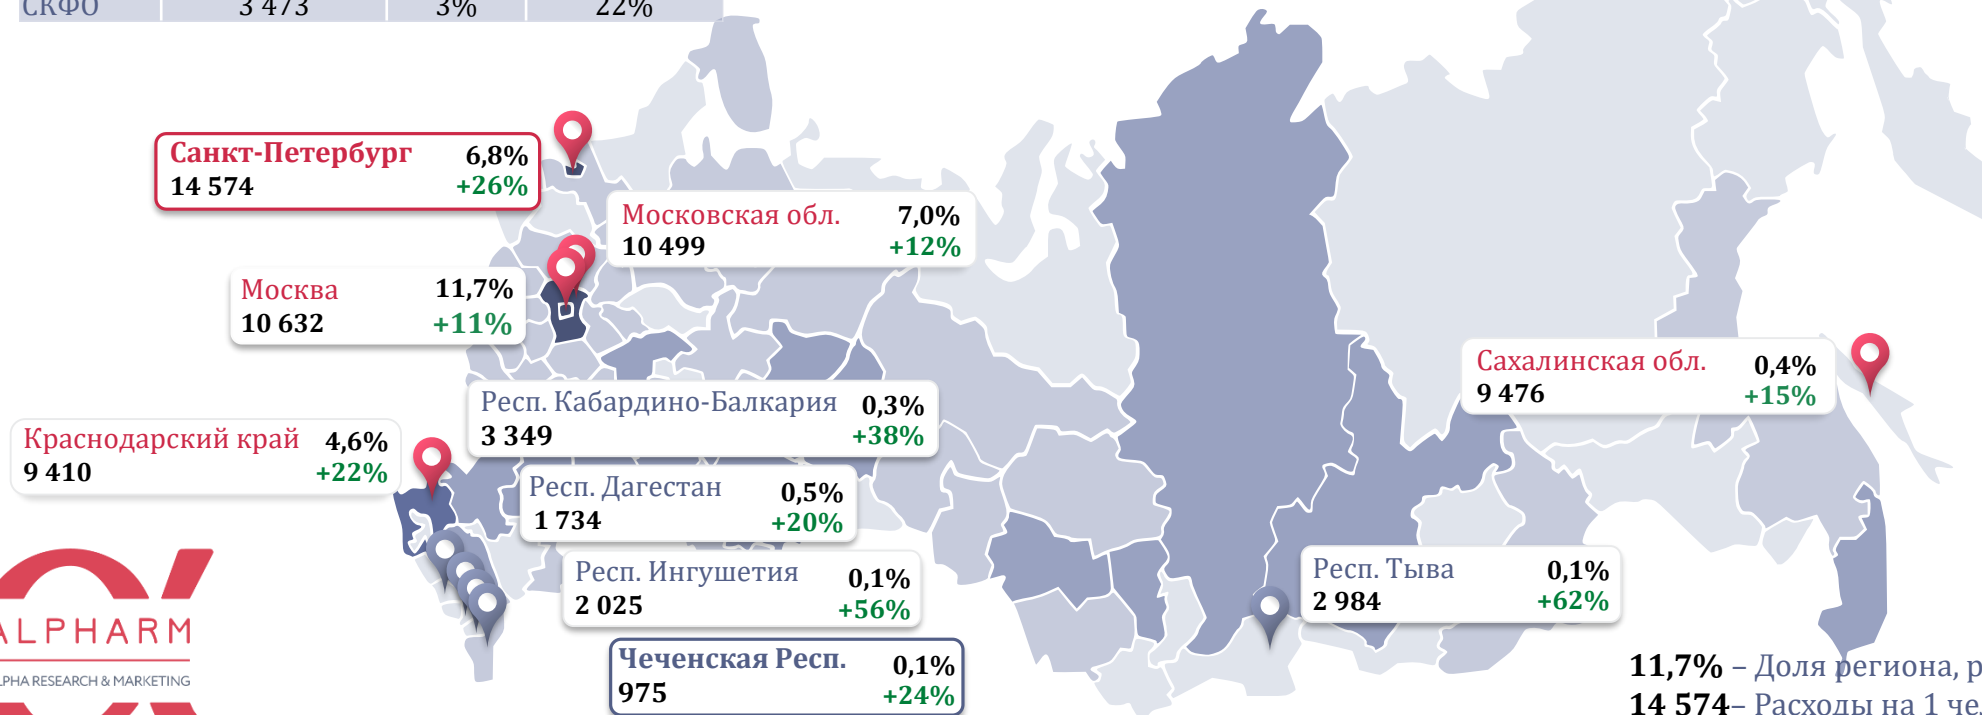 СКФО 3 473 3% 22%
Санкт-Петербург 6,8%
14 574 +26%
Московская обл. 7,0%
10 499 +12%
Москва 11,7%
10 632 +11%
Сахалинская обл. 0,4%
9 476 +15%
Респ. Кабардино-Балкария 0,3%
3 349 +38%
Краснодарский край 4,6%
9 410 +22%
Респ. Дагестан 0,5%
1 734 +20%
Респ. Ингушетия 0,1%
2 025 +56%
Респ. Тыва 0,1%
2 984 +62%
Чеченская Респ. 0,1%
975 +24%
ALPHARM
PHA RESEARCH & MARKETING
11,7% – Доля региона, р
14 574– Расходы на 1 чел